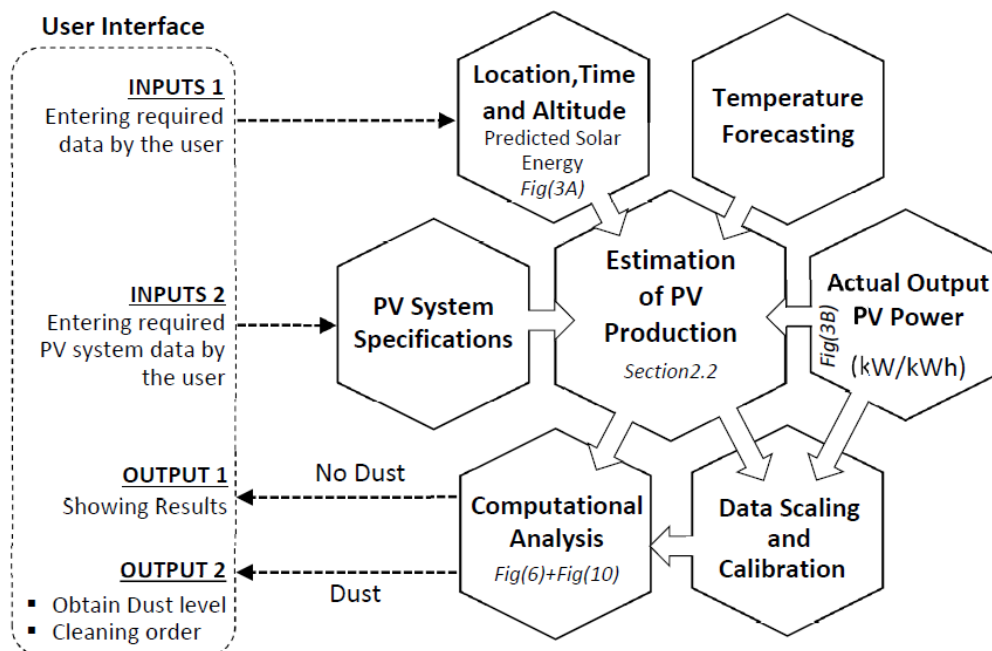 User Interface
INPUTS 1
Entering required
data by the user
INPUTS 2
Entering required
PV system data by
the user
OUTPUT 1
Showing Results
OUTPUT 2
▪ Obtain Dust level
▪ Cleaning order
Location,Time
and Altitude
Predicted Solar
Energy
Fig(3A)
Temperature
Forecasting
PV System
Specifications
Estimation
of PV
Production
Section2.2
Actual Output
PV Power
(kW/kWh)
Fig(3B)
No Dust
Dust
Computational
Analysis
Fig(6)+Fig(10)
Data Scaling
and
Calibration